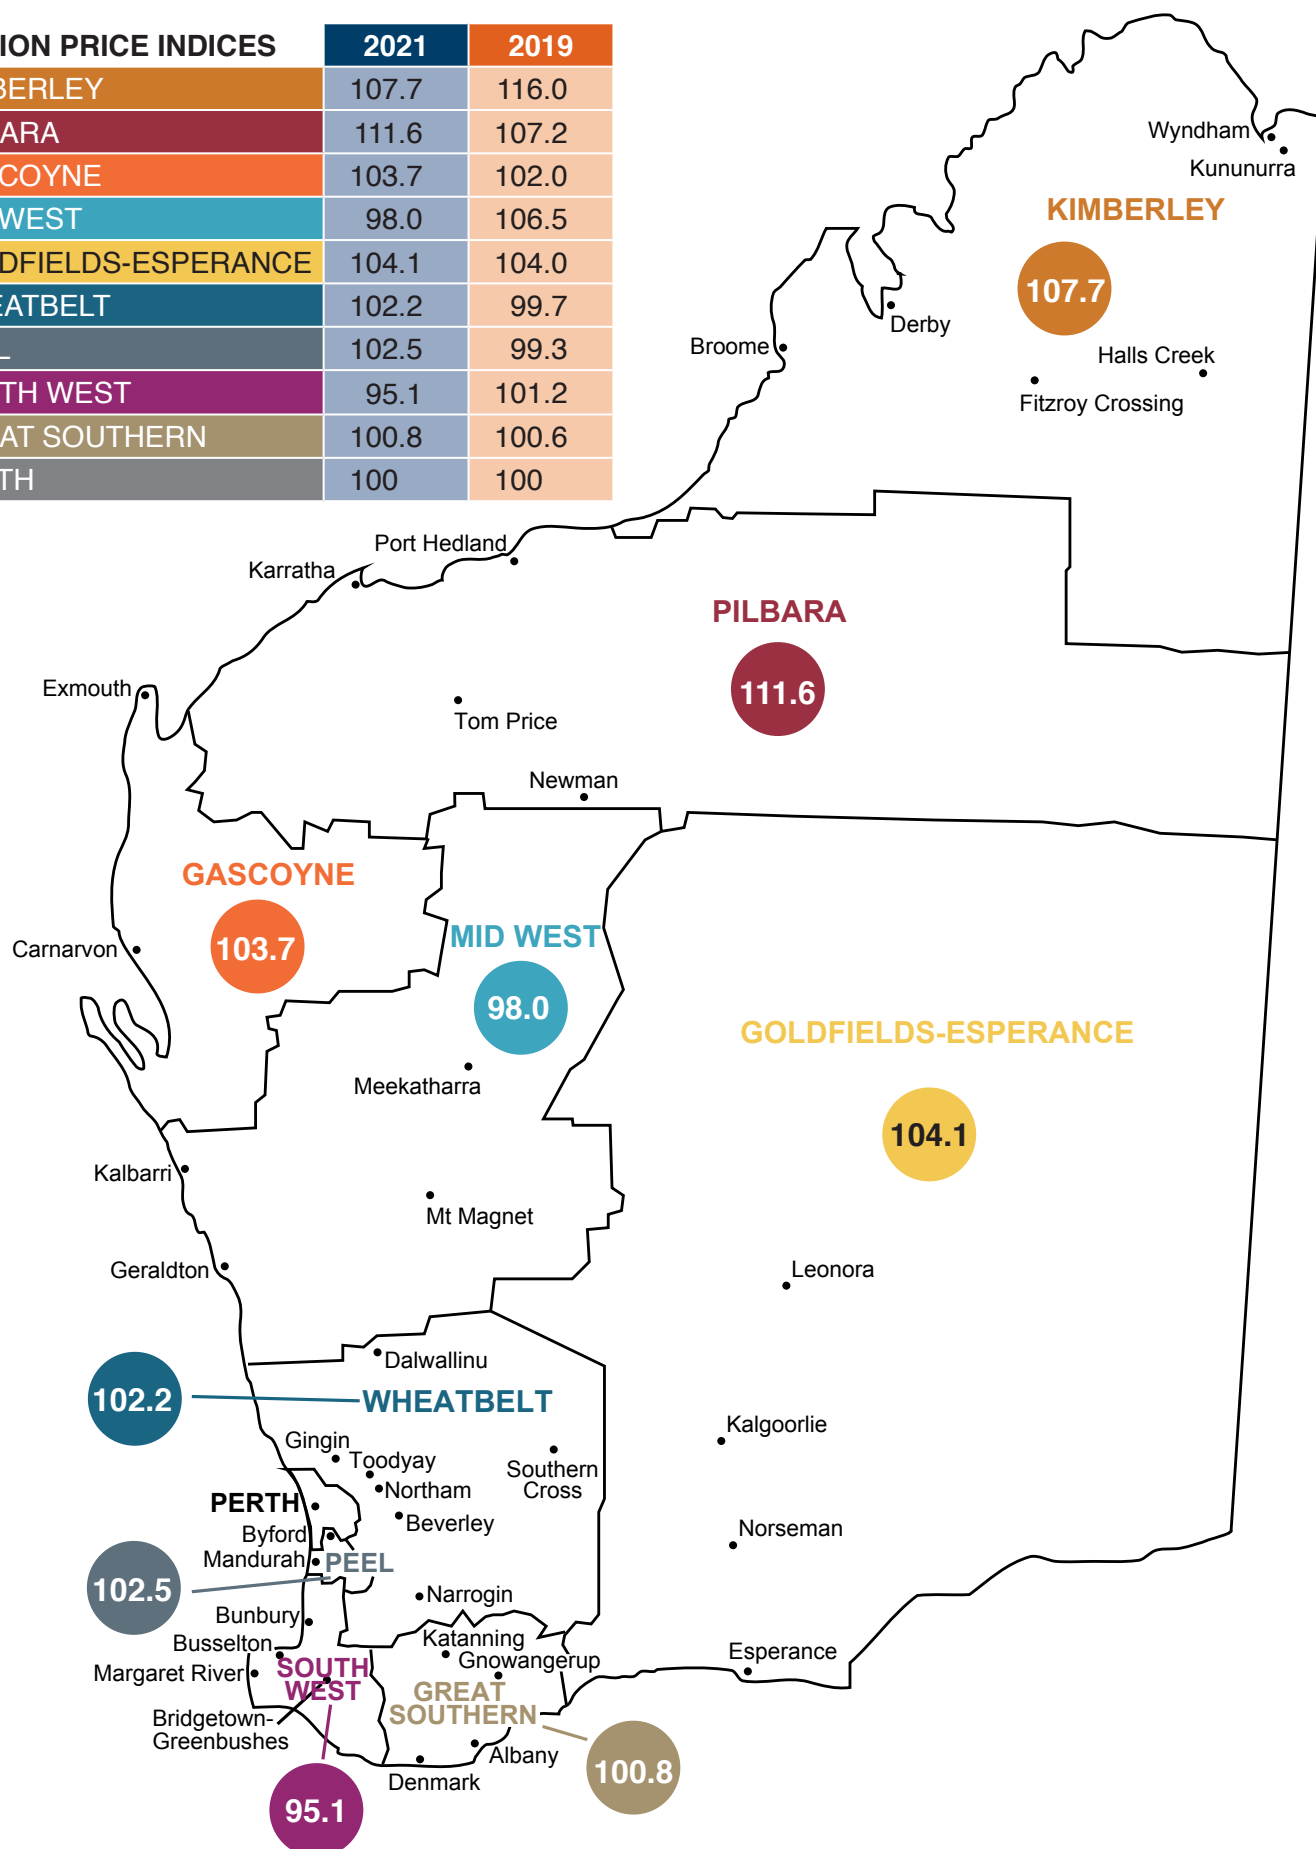 ION PRICE INDICES 2021 2019
BERLEY 107.7 116.0
ARA 111.6 107.2
COYNE 103.7 102.0
WEST 98.0 106.5
DFIELDS-ESPERANCE 104.1 104.0
EATBELT 102.2 99.7
L 102.5 99.3
TH WEST 95.1 101.2
AT SOUTHERN 100.8 100.6
TH 100 100
Wyndham
Kununurra
KIMBERLEY
107.7
Derby
Broome
Halls Creek
Fitzroy Crossing
Port Hedland
Karratha
PILBARA
111.6
Exmouth
Tom Price
Newman
GASCOYNE
103.7
MID WEST
98.0
Carnarvon
GOLDFIELDS-ESPERANCE
104.1
Meekatharra
Kalbarri
Mt Magnet
Geraldton
Leonora
Dalwallinu
102.2
WHEATBELT
Kalgoorlie
Gingin
Toodyay
Southern
Cross
Northam
PERTH
Beverley
Byford
Norseman
Mandurah
PEEL
102.5
Narrogin
Bunbury
Busselton
Katanning
Gnowangerup
Esperance
Margaret River
SOUTH
WEST
GREAT
SOUTHERN
Bridgetown-
Greenbushes
Albany
100.8
Denmark
95.1